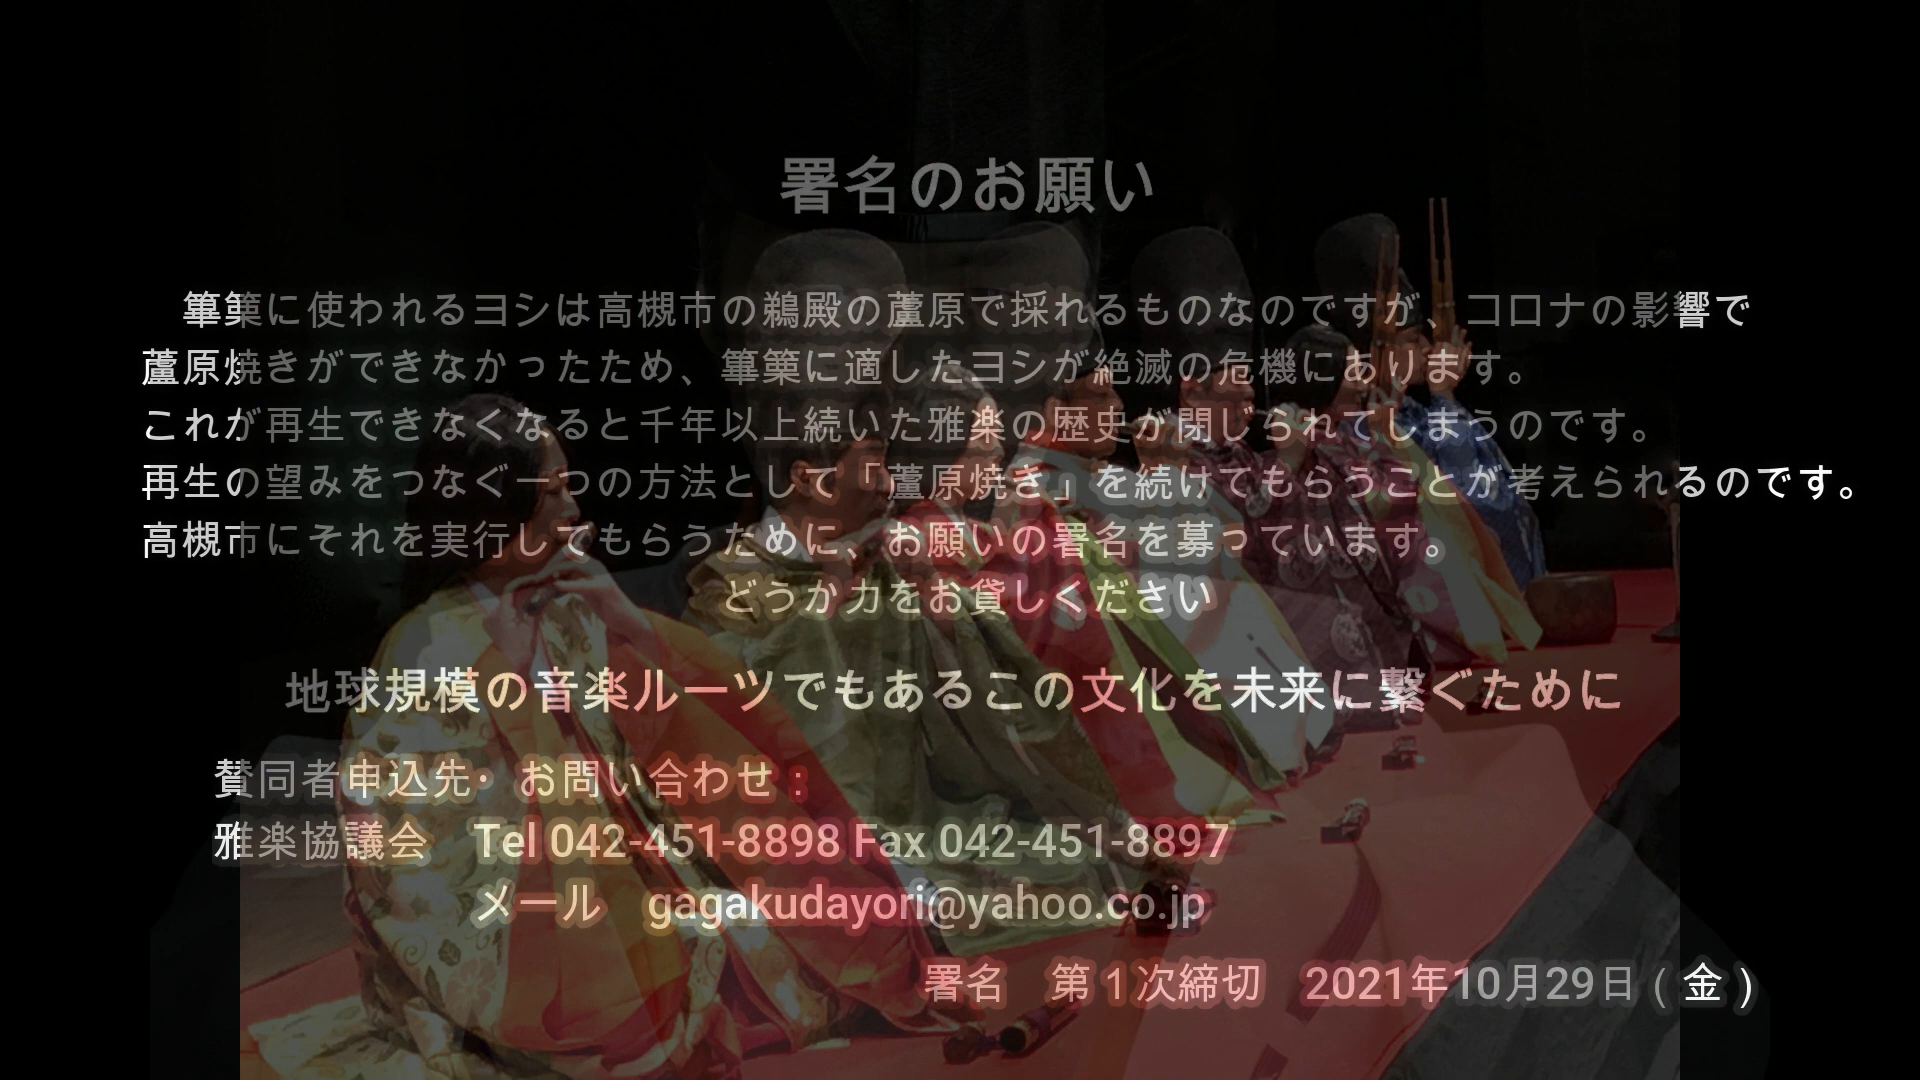 署名のお願い
篳篥に使われるヨシは高槻市の鵜殿の蘆原で採れるものなのですが、コロナの影響で
蘆原焼きができなかったため、篳篥に適したヨシが絶滅の危機にあります。
これが再生できなくなると千年以上続いた雅楽の歴史が閉じられてしまうのです。
再生の望みをつなぐ一つの方法として「蘆原焼き」を続けてもらうことが考えられるのです。
高槻市にそれを実行してもらうために、お願いの署名を募っています。
どうか力をお貸しください
地球規模の音楽ルーツでもあるこの文化を未来に繋ぐために
賛同者申込先・お問い合わせ：
雅楽協議会　Tel 042-451-8898 Fax 042-451-8897
メール　gagakudayori@yahoo.co.jp
署名　第１次締切　2021年10月29日（金）